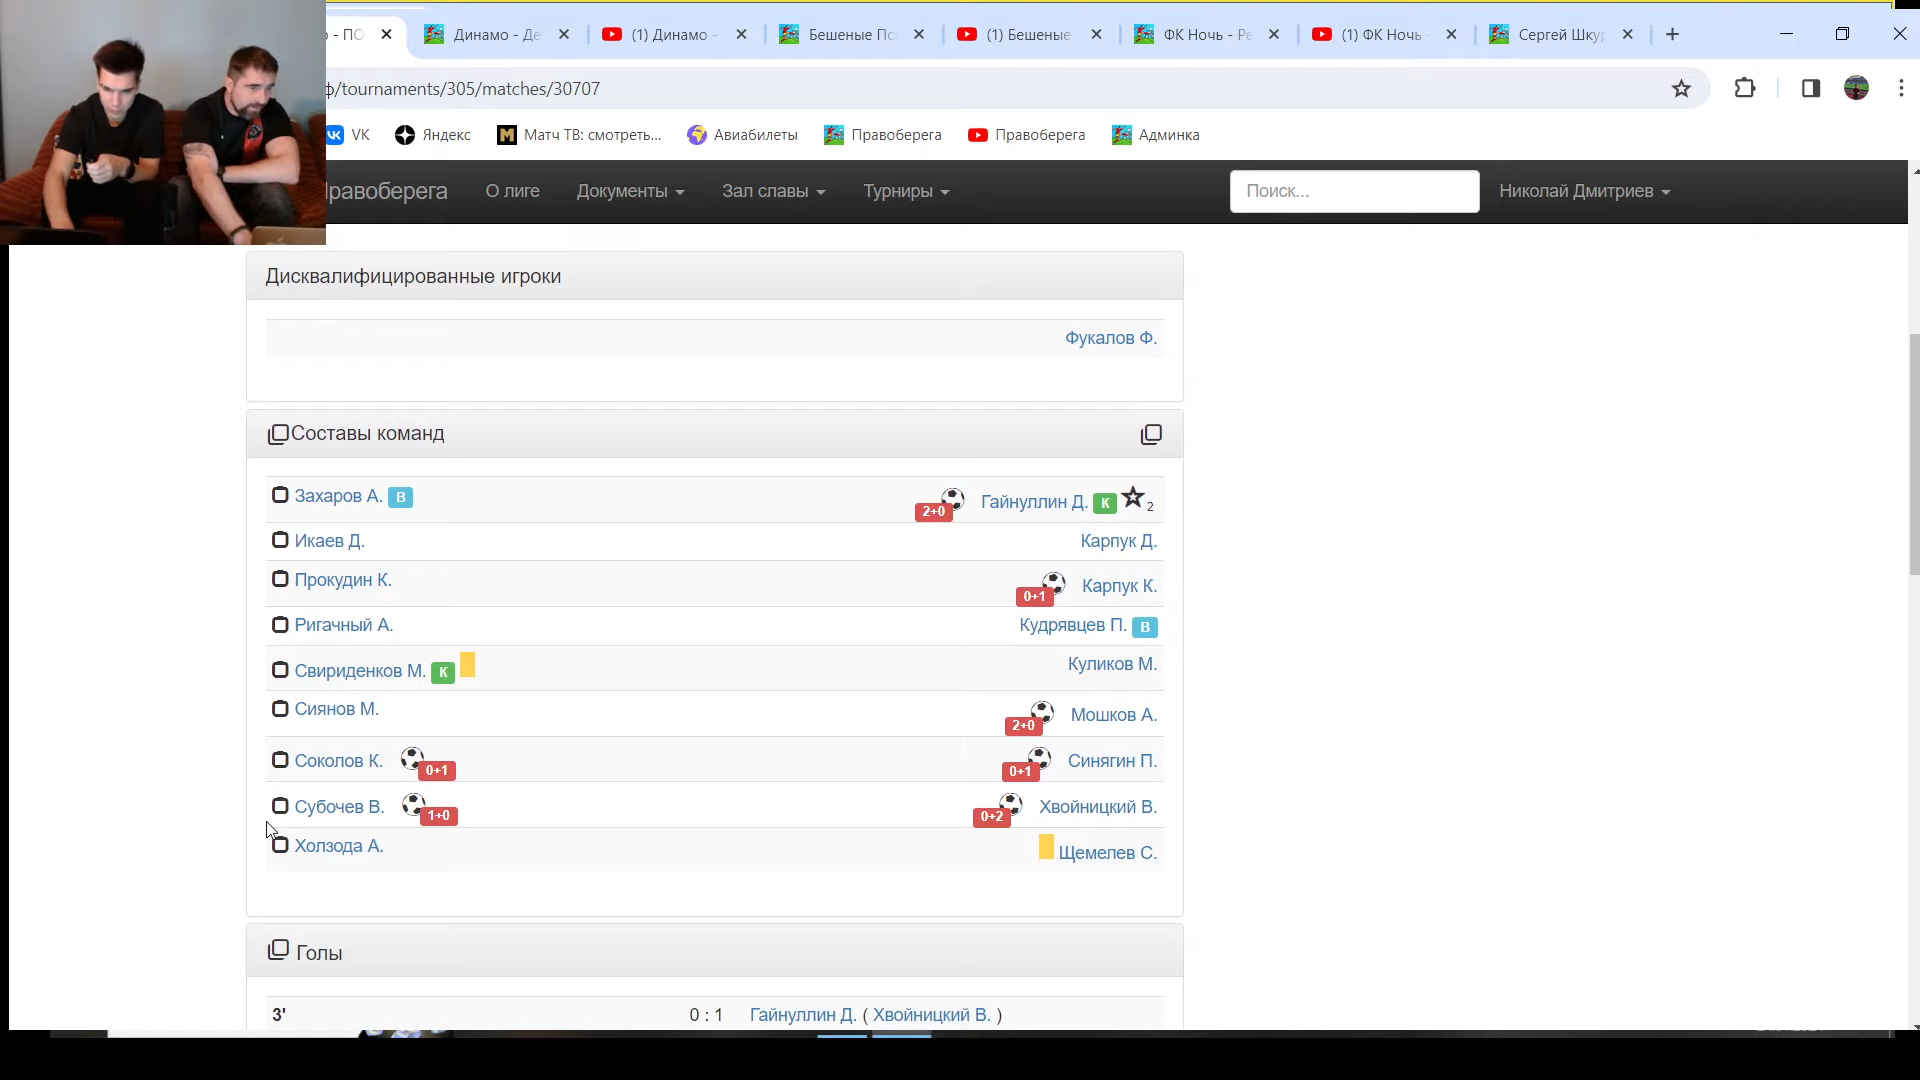 о - ПО
Динамо - Де
(1) Динамо -
Бешеные Пс
(1) Бешеные
ФК Ночь - Ре
(1) ФК Ночь -
Сергей Шкур
ф/tournaments/305/matches/30707
VK
Яндекс
Матч ТВ: смотреть...
Авиабилеты
Правоберега
Правоберега
Админка
Правоберега
О лиге
Документы
Зал славы
Турниры
Поиск...
Николай Дмитриев
Дисквалифицированные игроки
Фукалов Ф.
Составы команд
Захаров А. В
2+0 Гайнуллин Д. К 2
Икаев Д.
Карпук Д.
Прокудин К.
0+1 Карпук К.
Ригачный А.
Кудрявцев П. В
Свириденков М. К
Куликов М.
Сиянов М.
2+0 Мошков А.
Соколов К. 0+1
0+1 Синягин П.
Субочев В. 1+0
0+2 Хвойницкий В.
Холзода А.
Щемелев С.
Голы
3' 0 : 1 Гайнуллин Д. ( Хвойницкий В. )